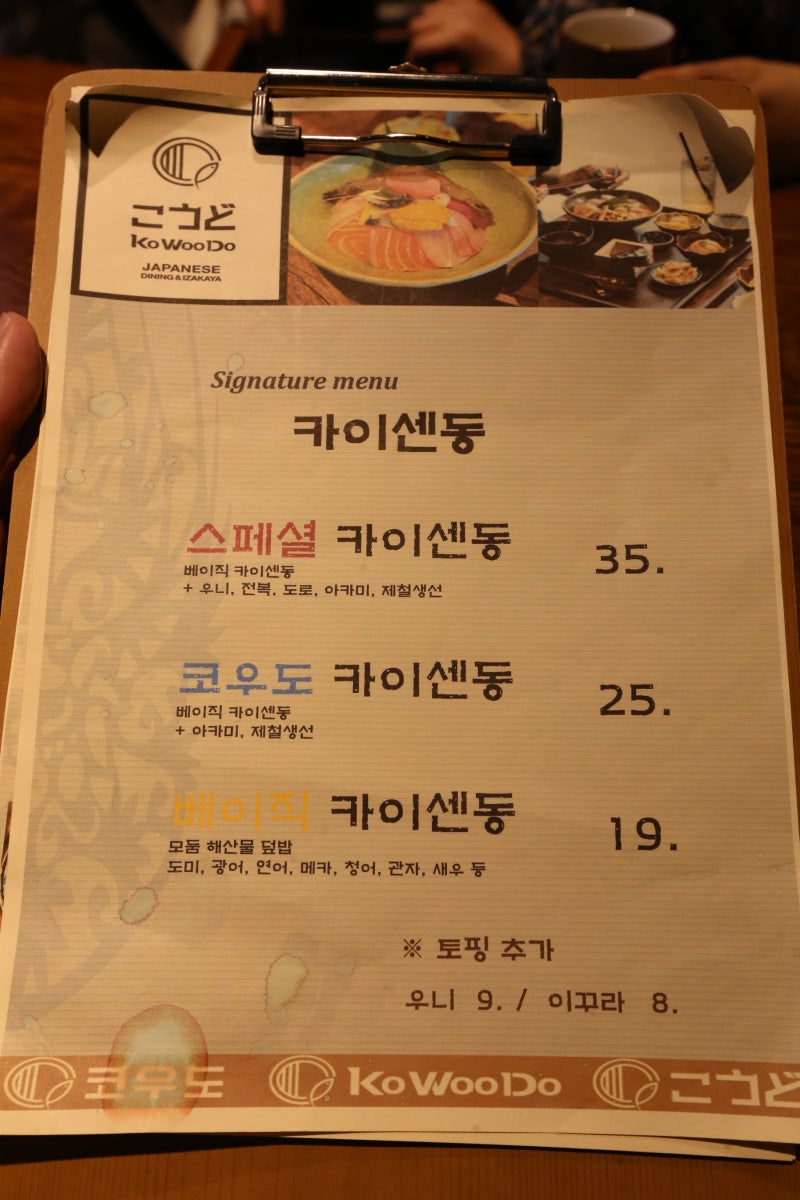 こうど
KoWooDo
JAPANESE
DINING & IZAKAYA
Signature menu
카이센동
스페셜 카이센동 35.
베이직 카이센동
+ 우니, 전복, 도로, 아카미, 제철생선
코우도 카이센동 25.
베이직 카이센동
+ 아카미, 제철생선
베이직 카이센동 19.
모둠 해산물 덮밥
도미, 광어, 연어, 메카, 청어, 관자, 새우 등
※ 토핑 추가
우니 9. / 이꾸라 8.
코우도 KoWooDo こうど